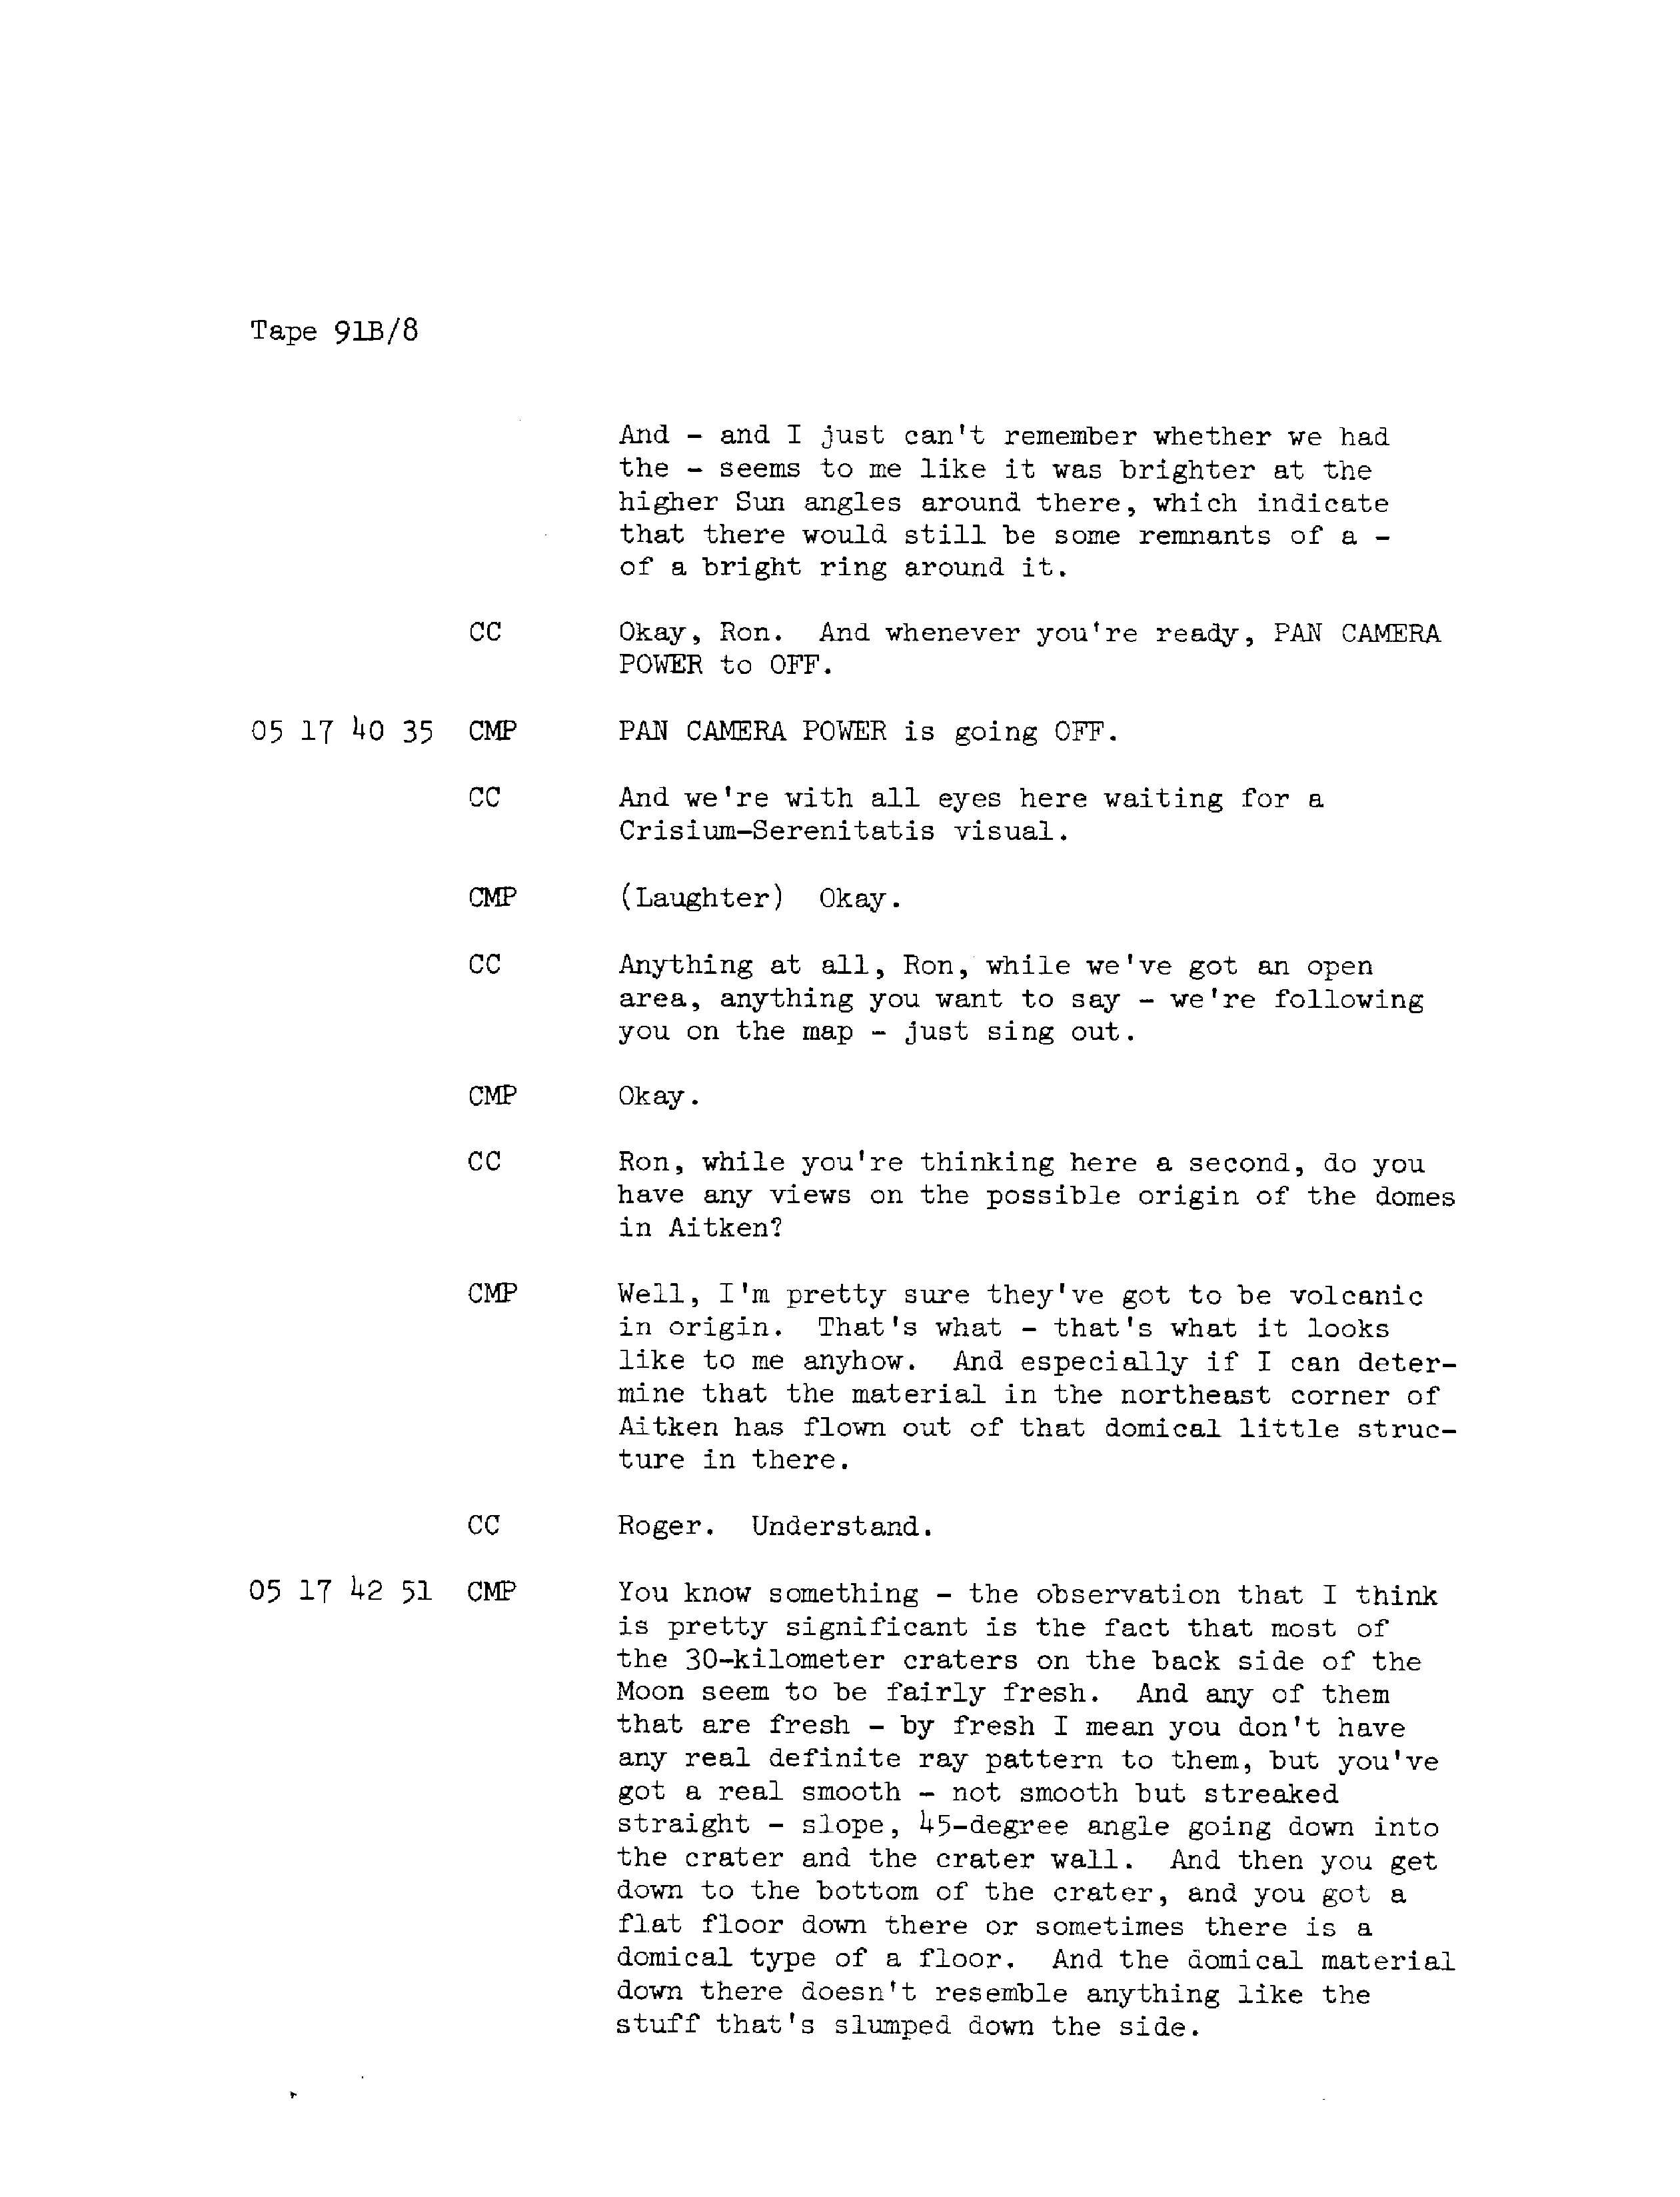 Tape 91B/8
And - and I just can't remember whether we had
the - seems to me like it was brighter at the
higher Sun angles around there, which indicate
that there would still be some remnants of a -
of a bright ring around it.
CC Okay, Ron. And whenever you're ready, PAN CAMERA
POWER to OFF.
05 17 40 35 CMP PAN CAMERA POWER is going OFF.
CC And we're with all eyes here waiting for a
Crisium-Serenitatis visual.
CMP (Laughter) Okay.
CC Anything at all, Ron, while we've got an open
area, anything you want to say - we're following
you on the map - just sing out.
CMP Okay.
CC Ron, while you're thinking here a second, do you
have any views on the possible origin of the domes
in Aitken?
CMP Well, I'm pretty sure they've got to be volcanic
in origin. That's what - that's what it looks
like to me anyhow. And especially if I can deter-
mine that the material in the northeast corner of
Aitken has flown out of that domical little struc-
ture in there.
CC Roger. Understand.
05 17 42 51 CMP You know something - the observation that I think
is pretty significant is the fact that most of
the 30-kilometer craters on the back side of the
Moon seem to be fairly fresh. And any of them
that are fresh - by fresh I mean you don't have
any real definite ray pattern to them, but you've
got a real smooth - not smooth but streaked
straight - slope, 45-degree angle going down into
the crater and the crater wall. And then you get
down to the bottom of the crater, and you got a
flat floor down there or sometimes there is a
domical type of a floor. And the domical material
down there doesn't resemble anything like the
stuff that's slumped down the side.